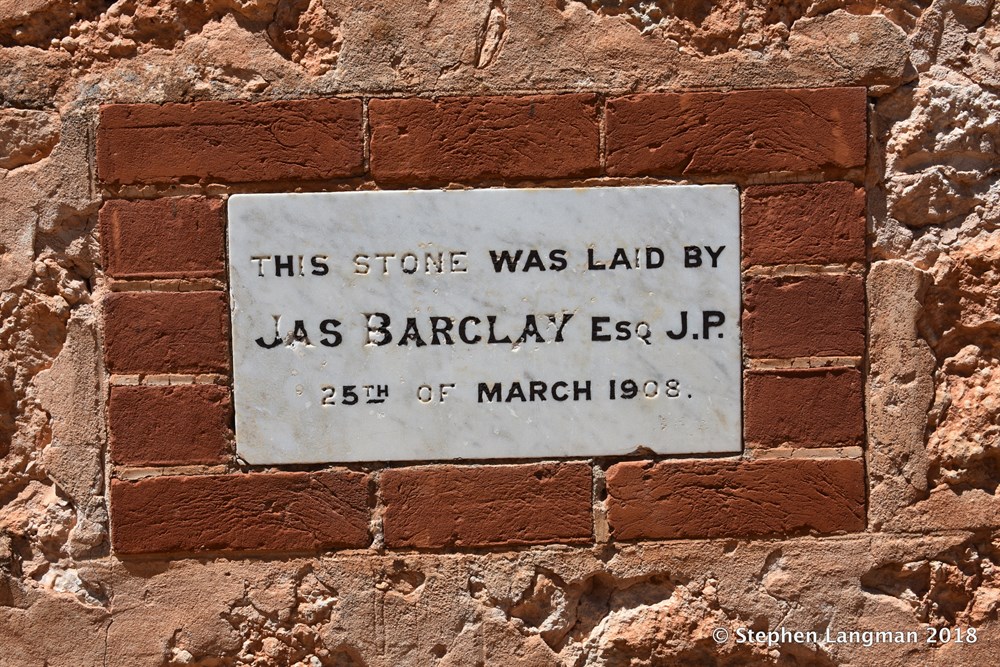 THIS STONE WAS LAID BY
JAS BARCLAY ESQ J.P.
25TH OF MARCH 1908.
© Stephen Langman 2018